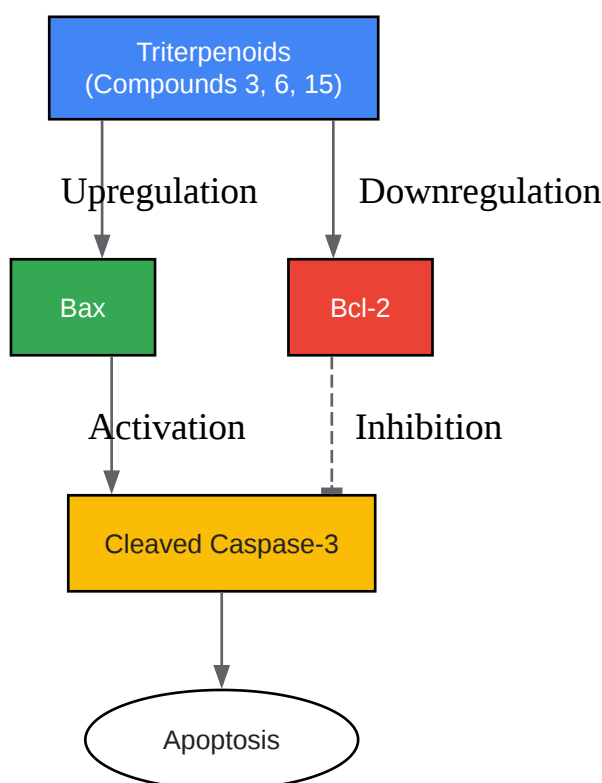 Triterpenoids
(Compounds 3, 6, 15)
Upregulation
Downregulation
Bax
Bcl-2
Activation
Inhibition
Cleaved Caspase-3
Apoptosis